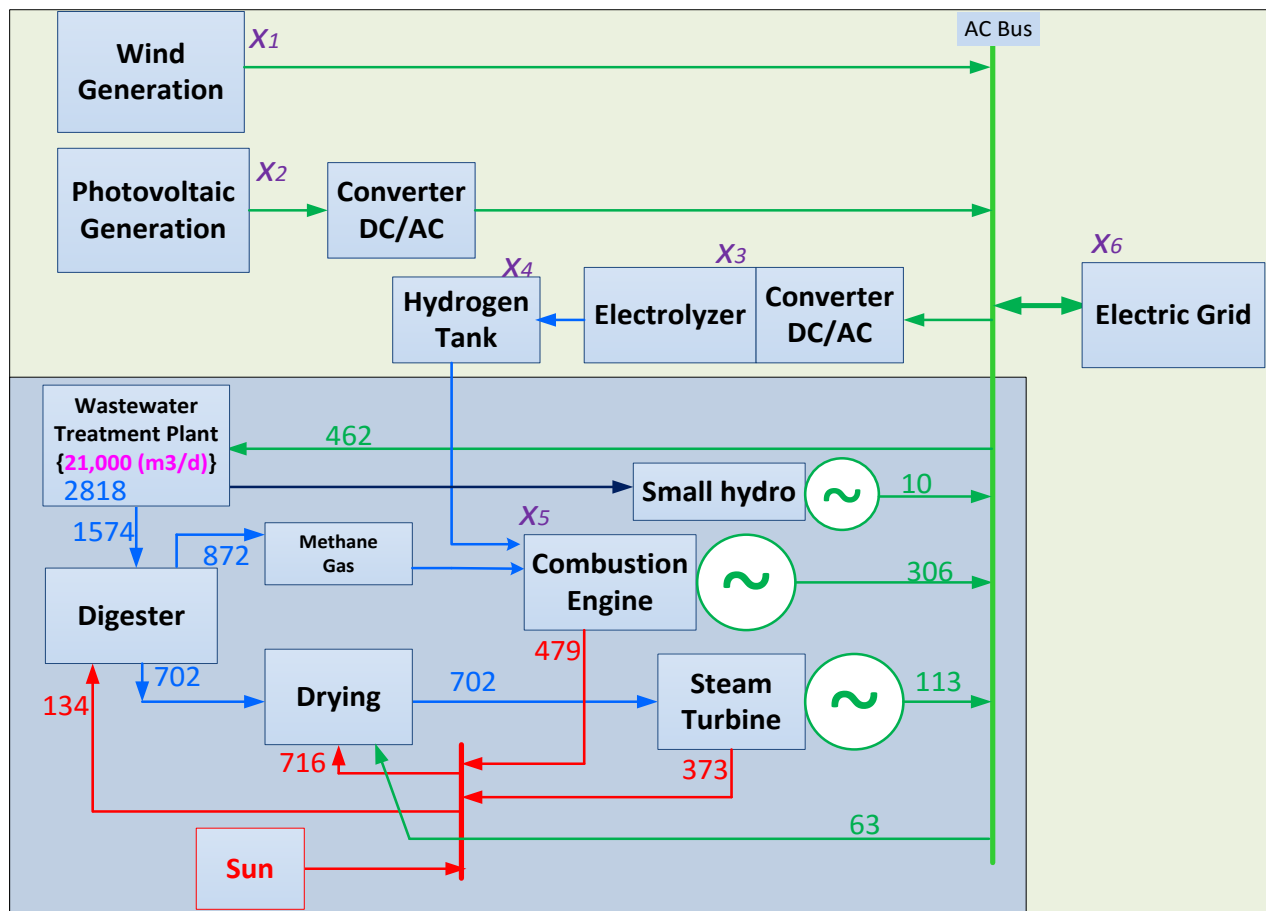 AC Bus
X1
Wind
Generation
X2
Photovoltaic
Generation
Converter
DC/AC
X6
X3
X4
Hydrogen
Tank
Electrolyzer
Converter
DC/AC
Electric Grid
Wastewater
Treatment Plant
{21,000 (m3/d)}
2818
462
Small hydro
~
10
1574
872
Methane
Gas
X5
Combustion
Engine
~
306
Digester
479
702
134
Drying
702
Steam
Turbine
~
113
716
373
63
Sun